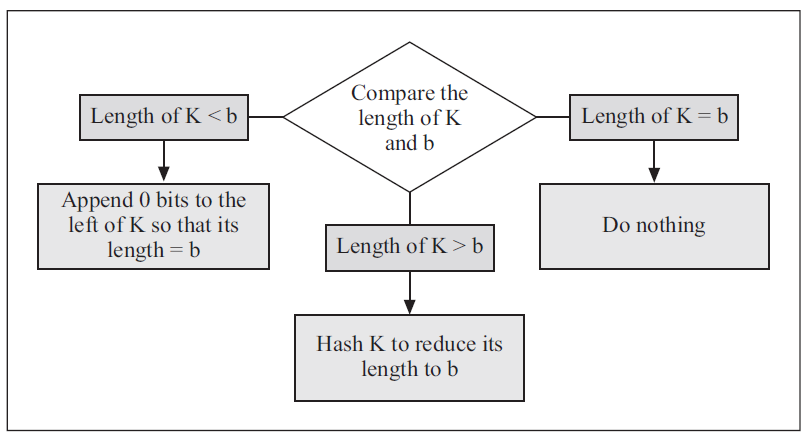 Compare the
length of K
and b
Length of K < b
Length of K = b
Append 0 bits to the
left of K so that its
length = b
Do nothing
Length of K > b
Hash K to reduce its
length to b